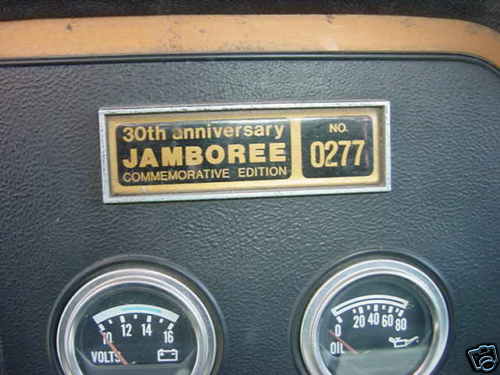 30th anniversary
JAMBOREE
COMMEMORATIVE EDITION
NO.
0277
10 12 14 16
VOLTS
0 20 40 60 80
OIL